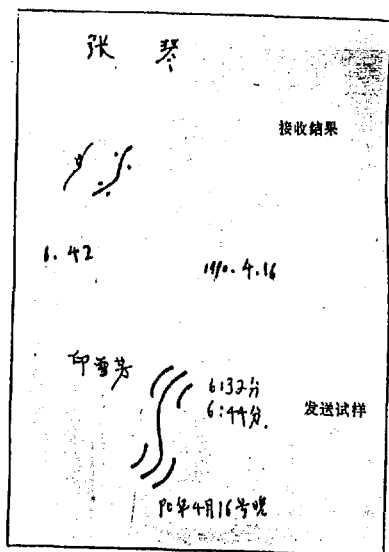 张 琴
接收结果
6.42
1990.4.16
印雪芳
6:32分
6:44分.
发送试样
90年4月16号晚